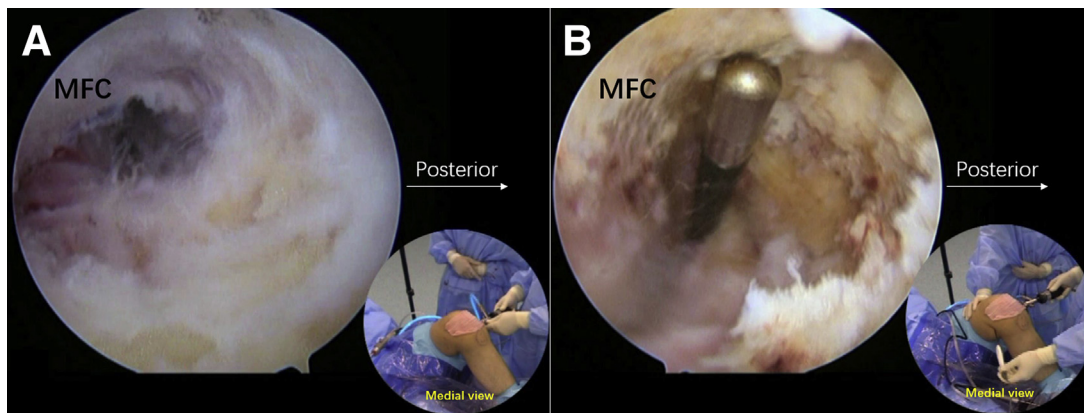 A
MFC
Posterior
Medial view
B
MFC
Posterior
Medial view